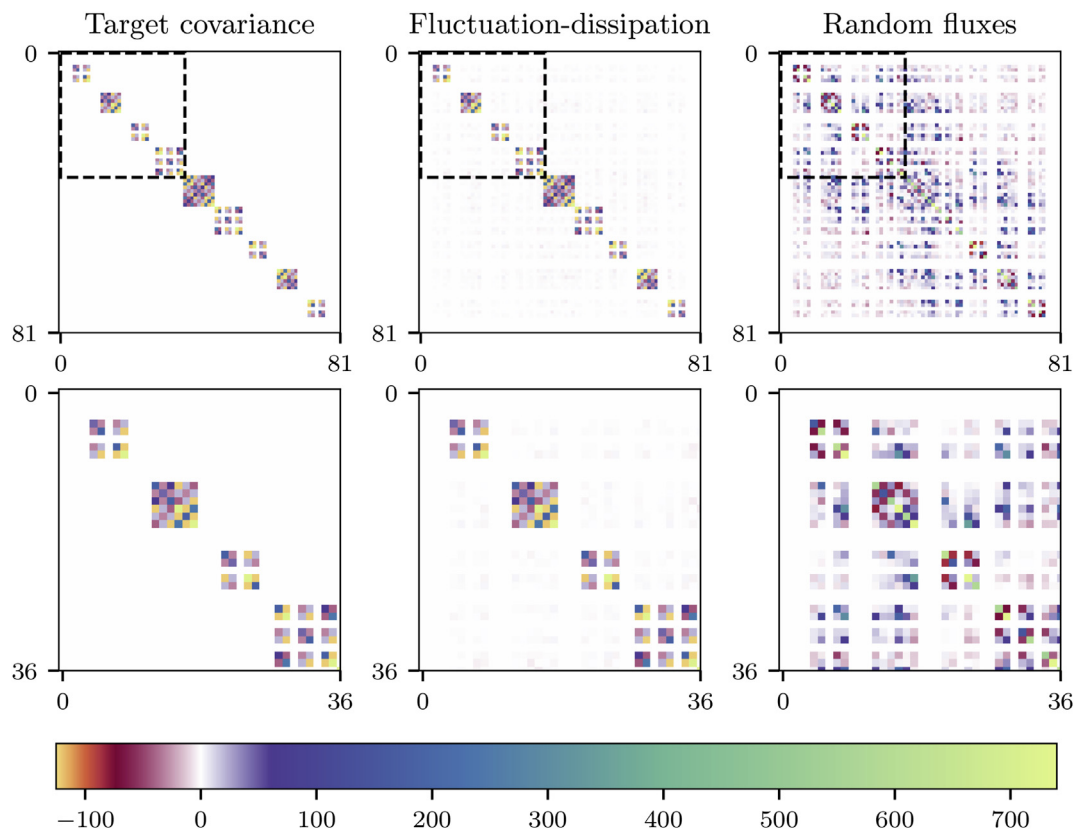 Target covariance Fluctuation-dissipation Random fluxes
0 0 0
81 81 81
0 81 0 81 0 81
0 0 0
36 36 36
0 36 0 36 0 36
−100 0 100 200 300 400 500 600 700